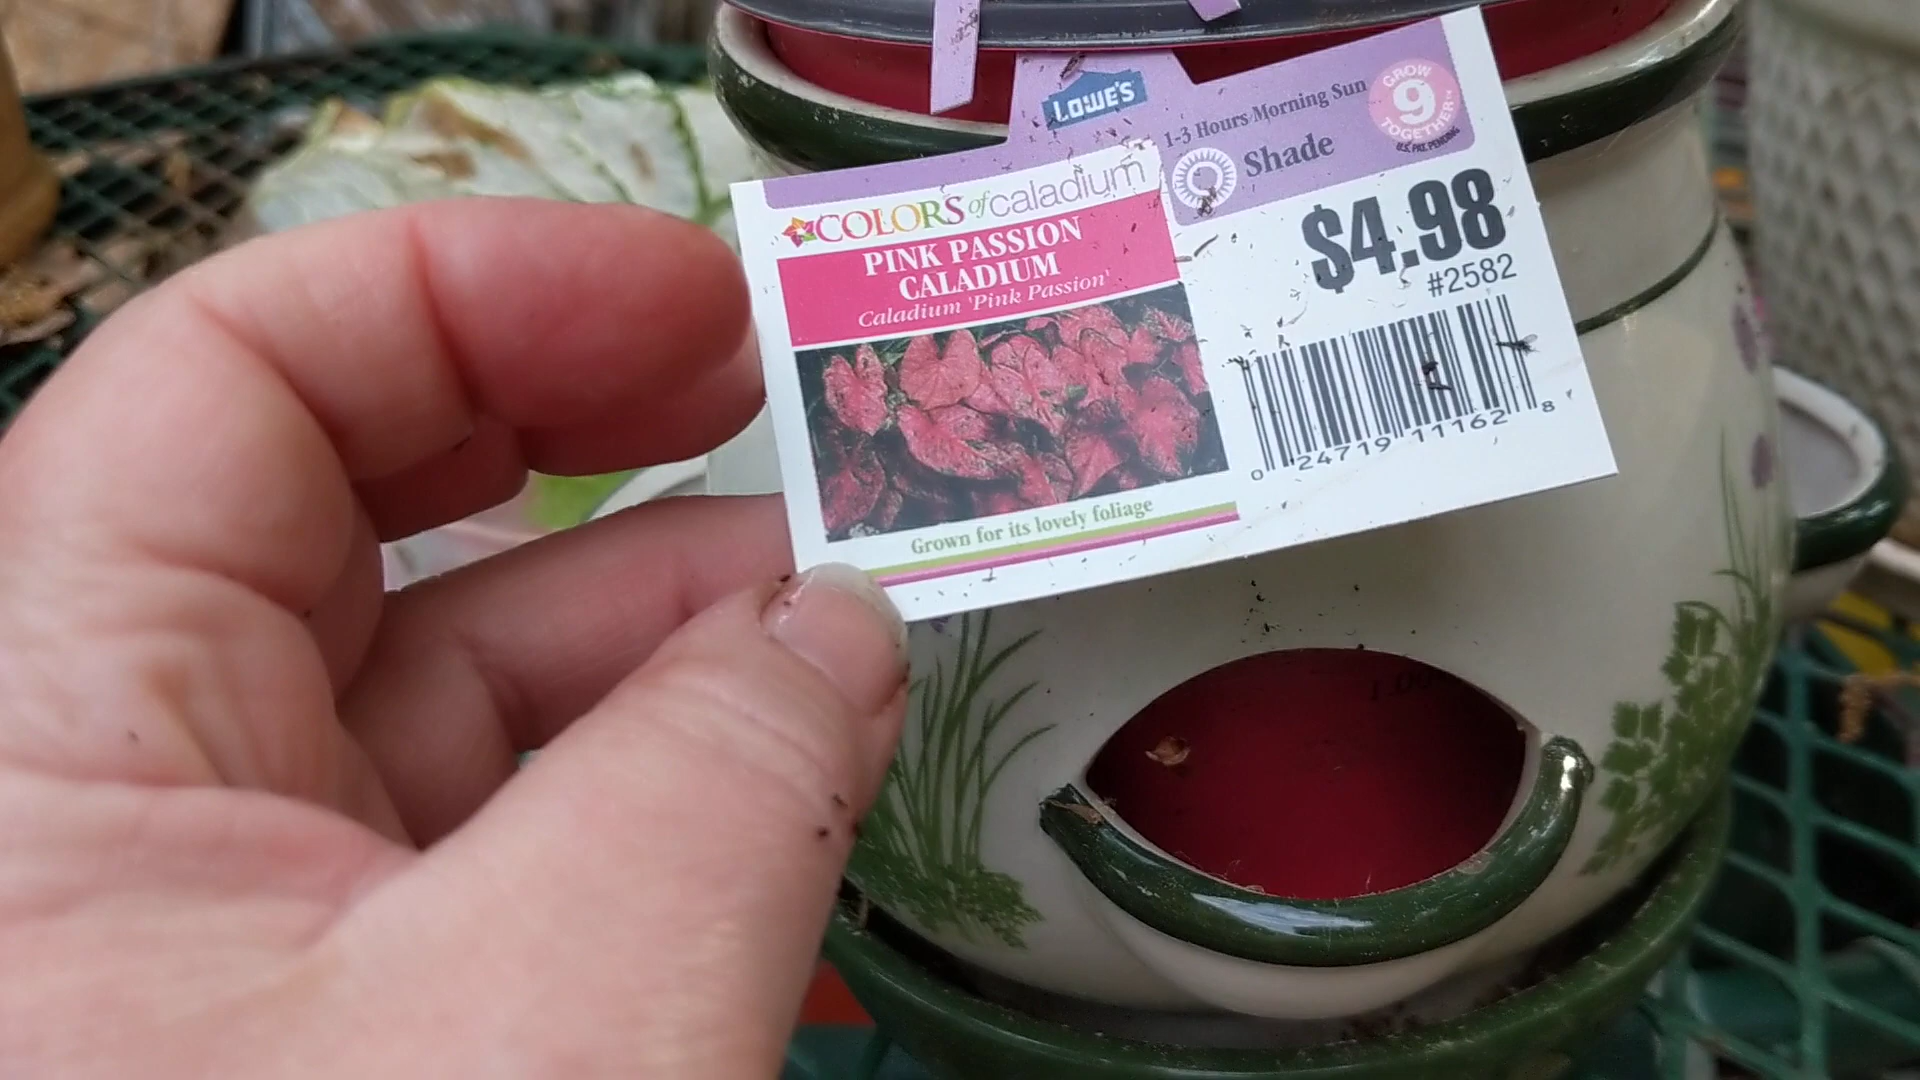 LOWE'S
1-3 Hours Morning Sun
Shade
GROW
9
TOGETHER™
U.S. PAT. PENDING
COLORS of caladium
PINK PASSION
CALADIUM
Caladium 'Pink Passion'
Grown for its lovely foliage
$4.98
#2582
0 24719 11162 8